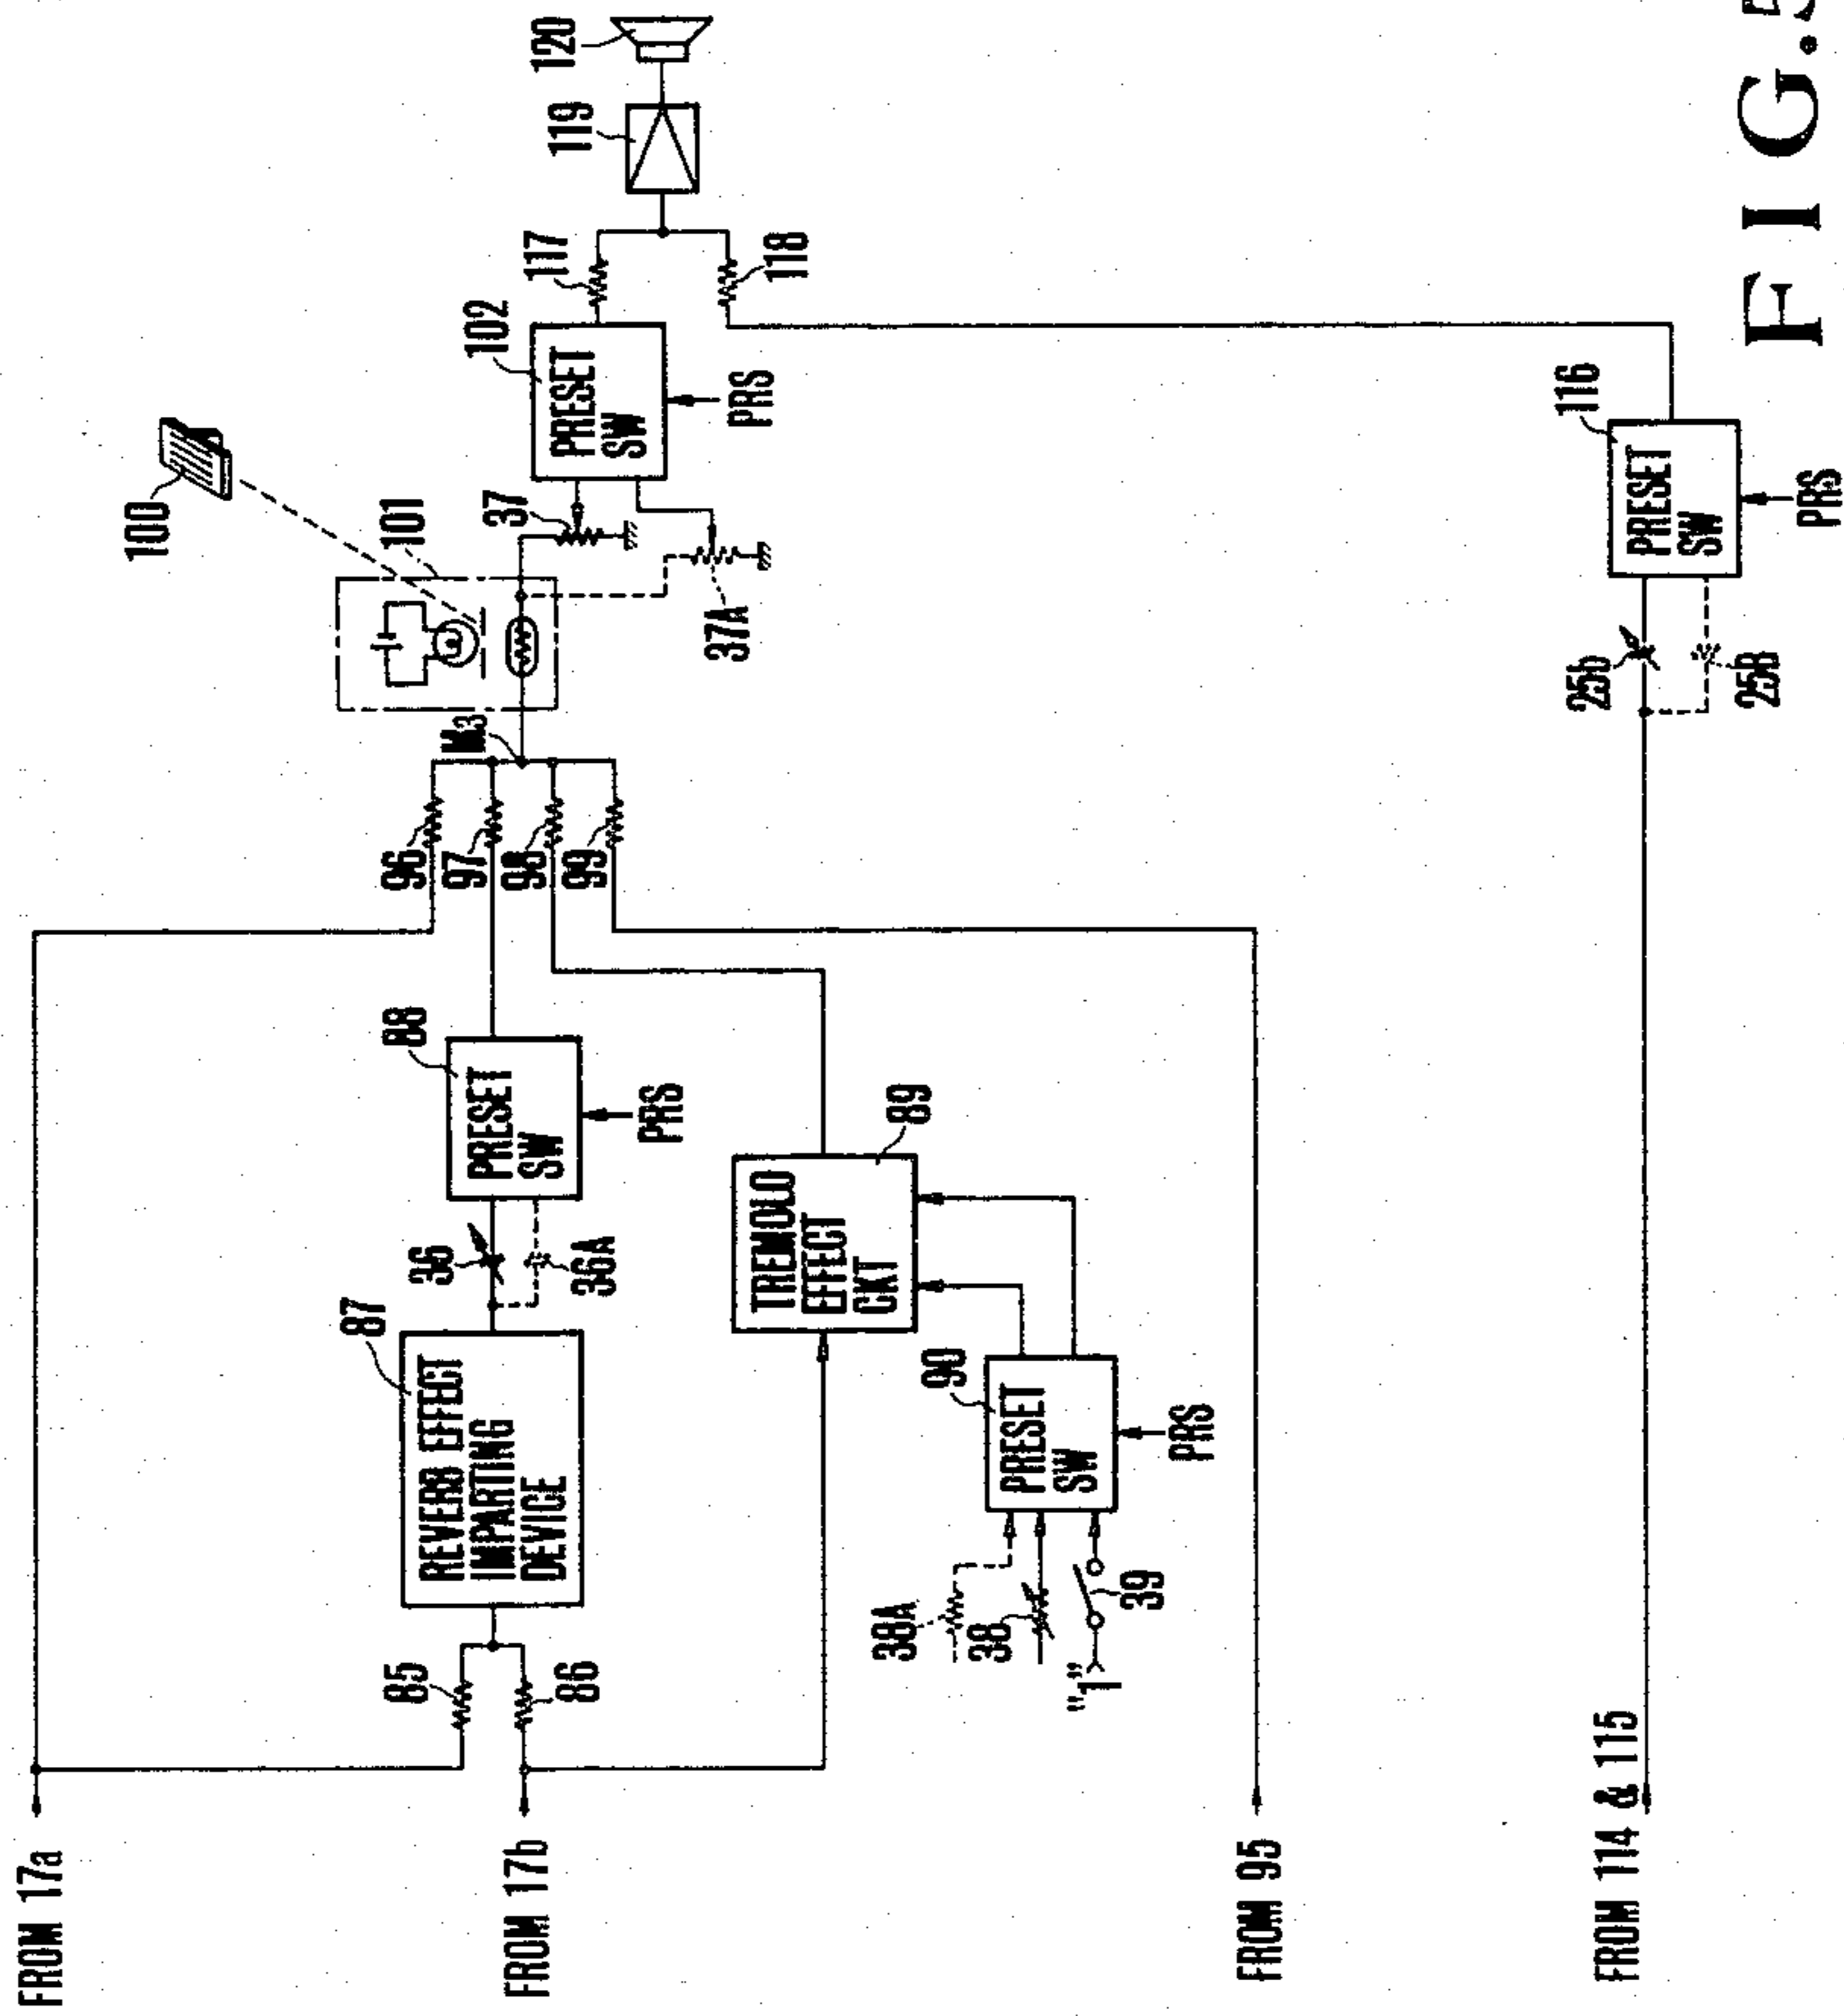 FROM 17a
FROM 17b
FROM 95
FROM 114 & 115
85
86
87
REVERB EFFECT
IMPARTING
DEVICE
36
36A
88
PRESET
SW
PRS
89
TREMOLO
EFFECT
CKT
90
PRESET
SW
PRS
38A
38
39
"1"
96
97
98
99
M3
100
101
37
37A
102
PRESET
SW
PRS
117
118
119
120
25b
25B
116
PRESET
SW
PRS
FIG.